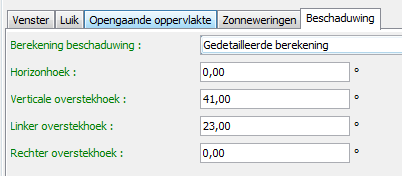 Venster Luik Opengaande oppervlakte Zonneweringen Beschaduwing
Berekening beschaduwing : Gedetailleerde berekening
Horizonhoek : 0,00 °
Verticale overstekhoek : 41,00 °
Linker overstekhoek : 23,00 °
Rechter overstekhoek : 0,00 °